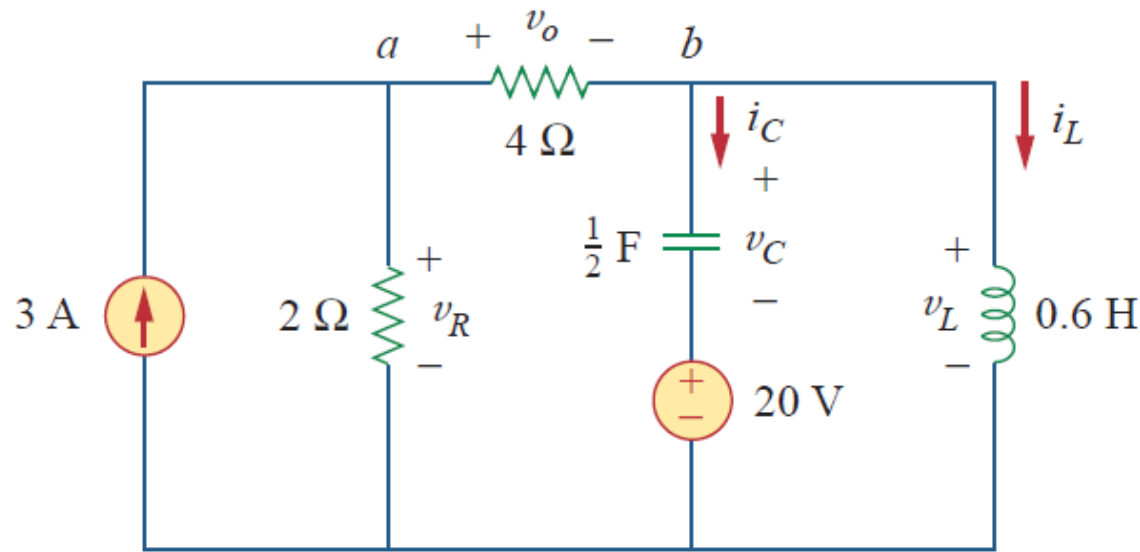 a
+ v_o −
b
4 Ω
i_C
i_L
+
½ F
v_C
−
3 A
2 Ω
+
v_R
−
+
v_L
−
0.6 H
+
−
20 V